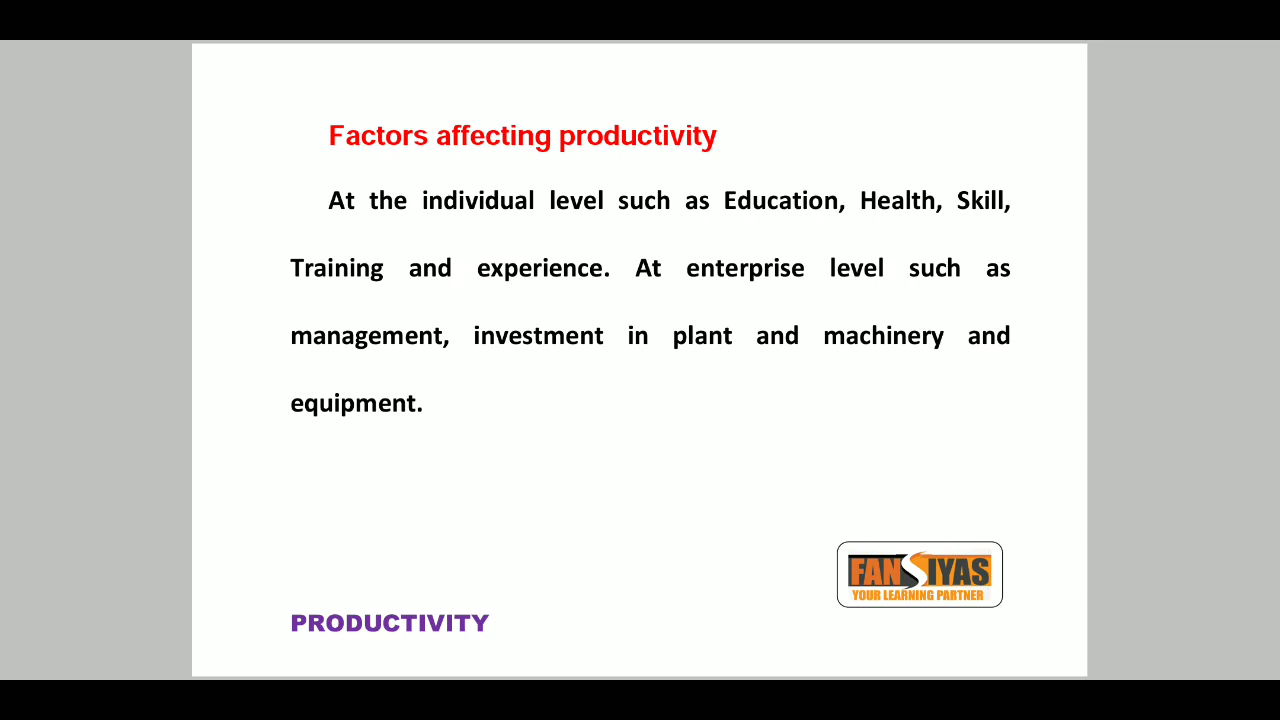 Factors affecting productivity
At the individual level such as Education, Health, Skill,
Training and experience. At enterprise level such as
management, investment in plant and machinery and
equipment.
FANSIYAS
YOUR LEARNING PARTNER
PRODUCTIVITY